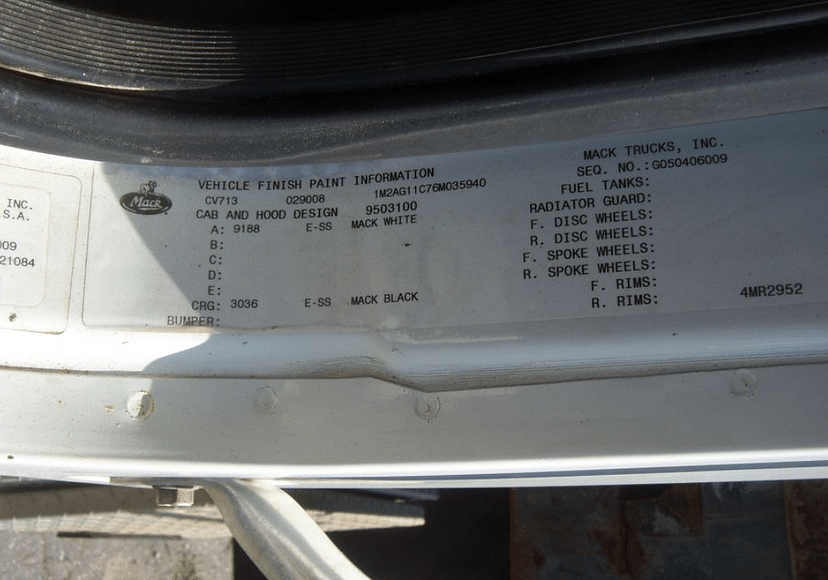 INC.
S.A.
009
21084
Mack
VEHICLE FINISH PAINT INFORMATION
CV713 029008 1M2AG11C76M035940
CAB AND HOOD DESIGN 9503100
A: 9188 E-SS MACK WHITE
B:
C:
D:
E:
CRG: 3036 E-SS MACK BLACK
BUMPER:
MACK TRUCKS, INC.
SEQ. NO.:G050406009
FUEL TANKS:
RADIATOR GUARD:
F. DISC WHEELS:
R. DISC WHEELS:
F. SPOKE WHEELS:
R. SPOKE WHEELS:
F. RIMS:
R. RIMS:
4MR2952